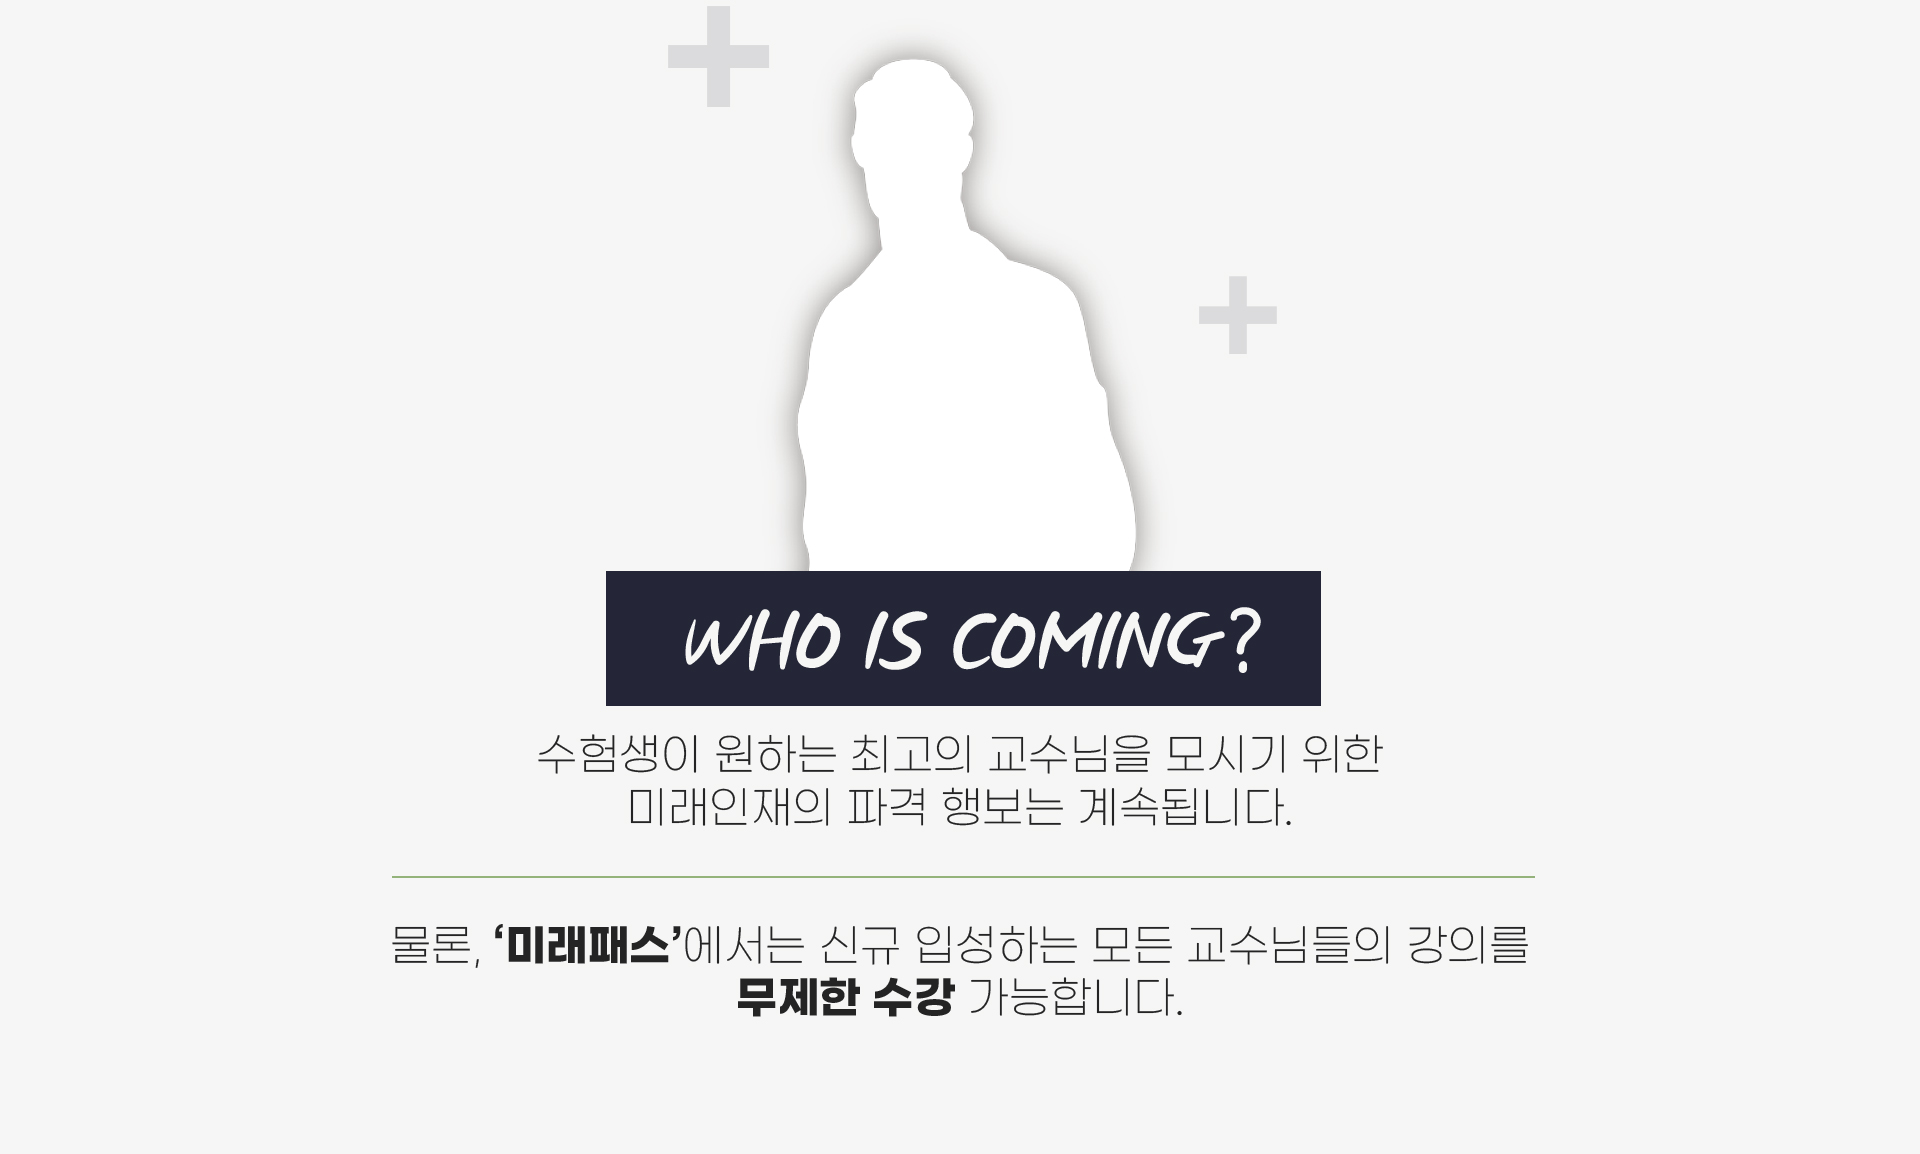 WHO IS COMING?
수험생이 원하는 최고의 교수님을 모시기 위한
미래인재의 파격 행보는 계속됩니다.
물론, ‘미래패스’에서는 신규 입성하는 모든 교수님들의 강의를
무제한 수강 가능합니다.